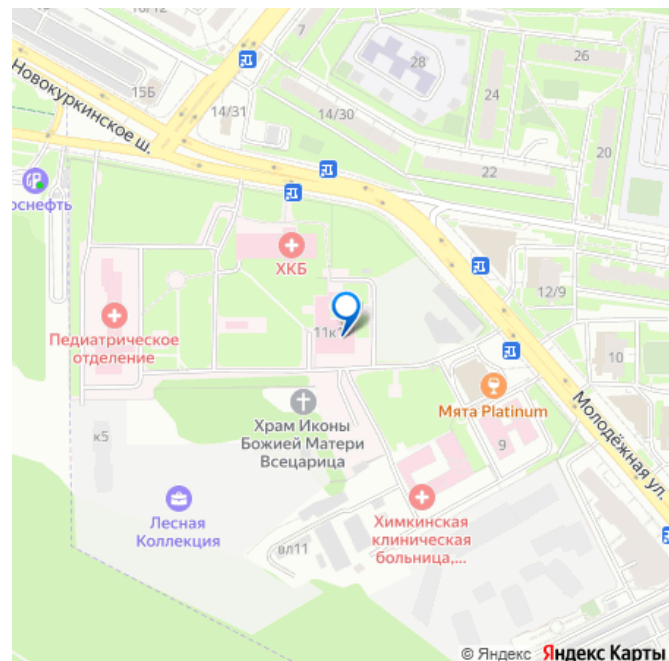 7
28
26
24
20
22
15Б
14/31
14/30
Новокуркинское ш.
оснефть
ХКБ
12/9
Педиатрическое
отделение
11к
10
Мята Platinum
Храм Иконы
Божией Матери
Всецарица
к5
9
Молодёжная ул.
Лесная
Коллекция
Химкинская
клиническая
больница,...
вл11
© Яндекс Яндекс Карты